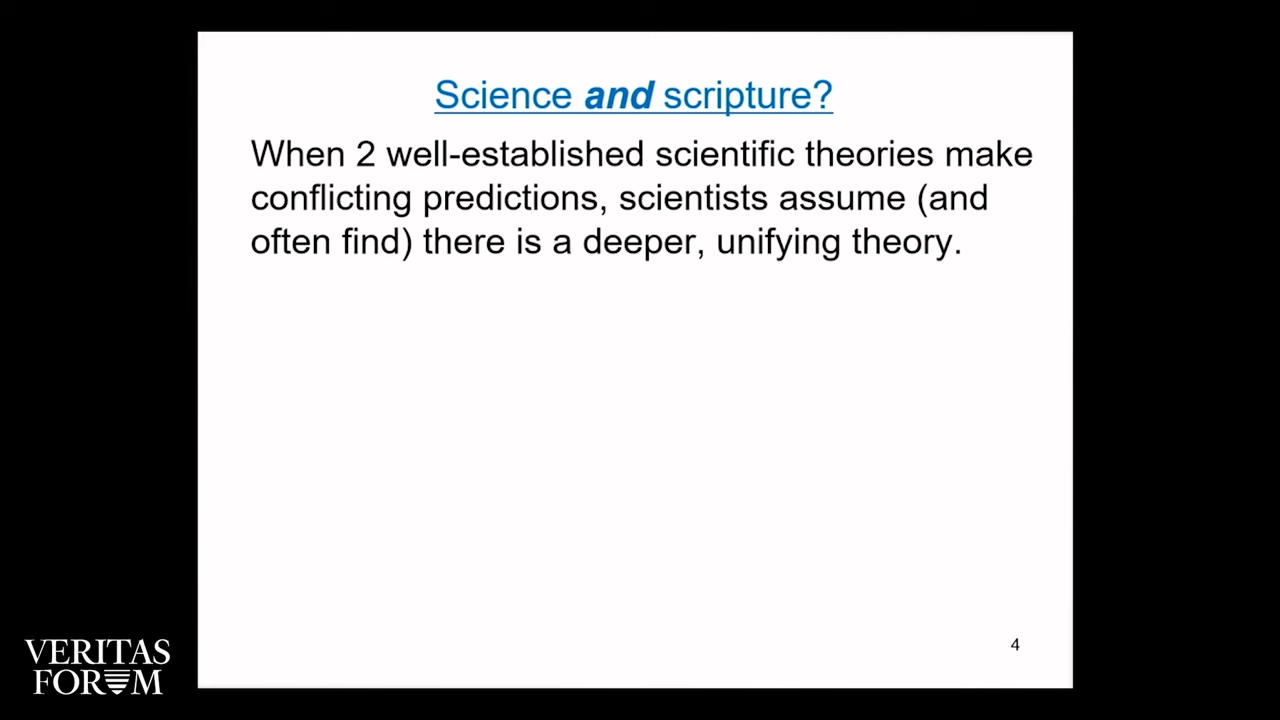 Science and scripture?
When 2 well-established scientific theories make
conflicting predictions, scientists assume (and
often find) there is a deeper, unifying theory.
4
VERITAS
FORUM